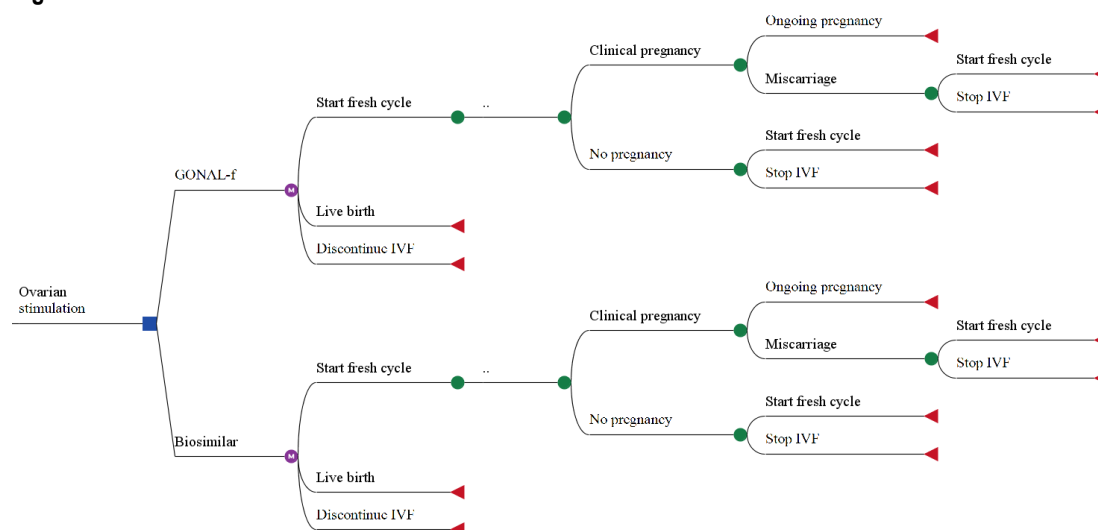 Ongoing pregnancy
Clinical pregnancy
Start fresh cycle
Miscarriage
Stop IVF
Start fresh cycle
..
Start fresh cycle
No pregnancy
Stop IVF
GONAL-f
M
Live birth
Discontinue IVF
Ovarian
stimulation
Ongoing pregnancy
Clinical pregnancy
Start fresh cycle
Miscarriage
Stop IVF
Start fresh cycle
..
Start fresh cycle
No pregnancy
Stop IVF
Biosimilar
M
Live birth
Discontinue IVF